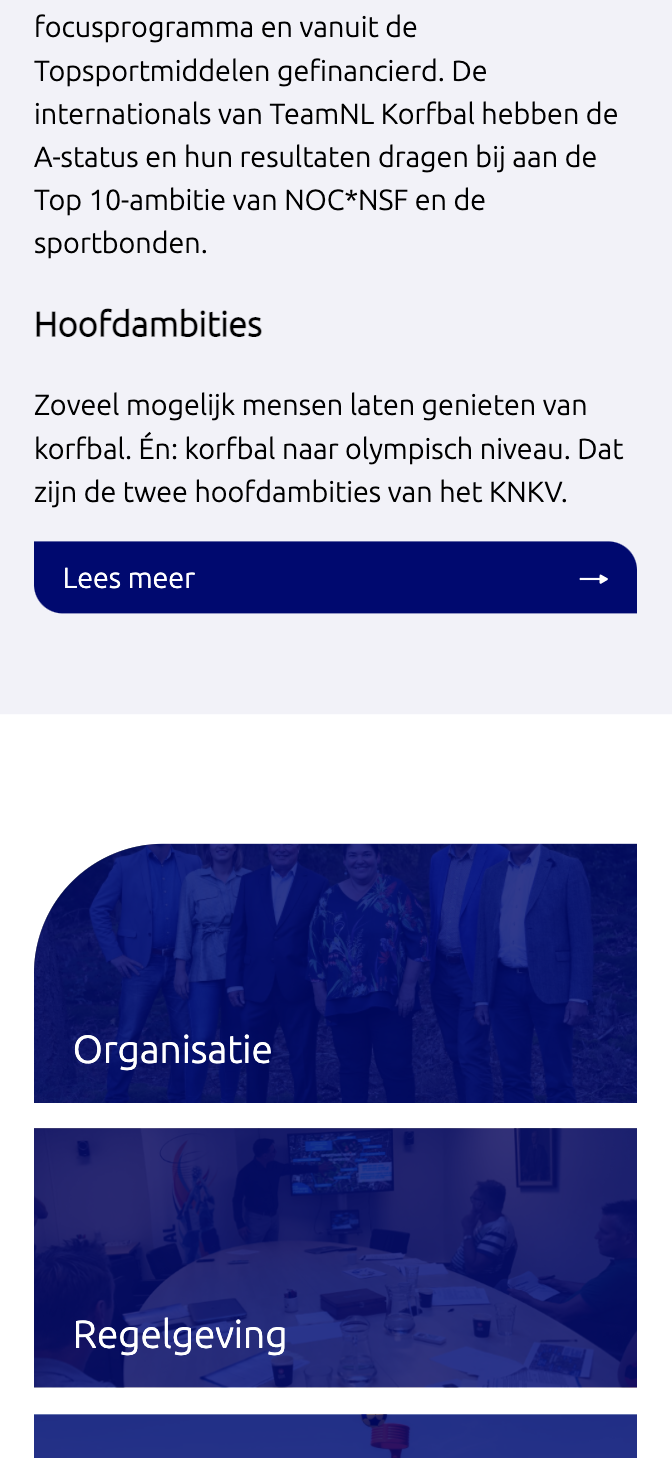 focusprogramma en vanuit de
Topsportmiddelen gefinancierd. De
internationals van TeamNL Korfbal hebben de
A-status en hun resultaten dragen bij aan de
Top 10-ambitie van NOC*NSF en de
sportbonden.
Hoofdambities
Zoveel mogelijk mensen laten genieten van
korfbal. Én: korfbal naar olympisch niveau. Dat
zijn de twee hoofdambities van het KNKV.
Lees meer
Organisatie
Regelgeving